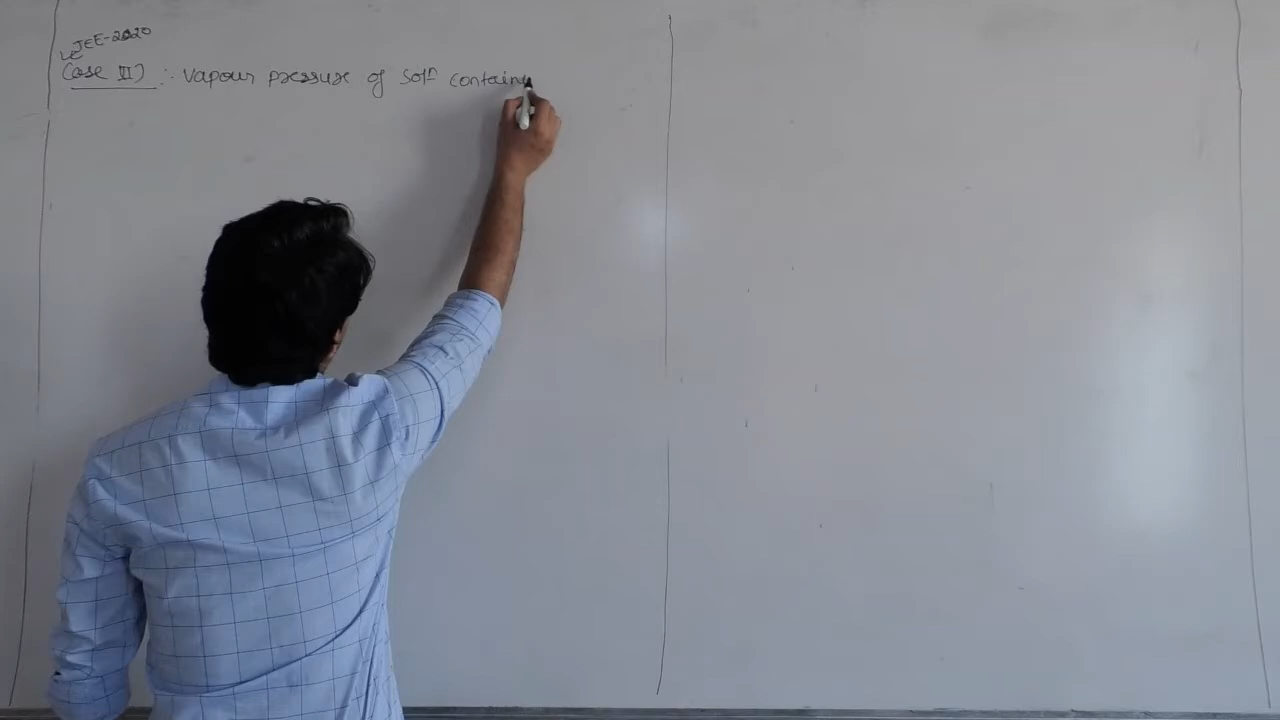 JEE-2020
Case III) :- Vapour pressure of Solⁿ contain